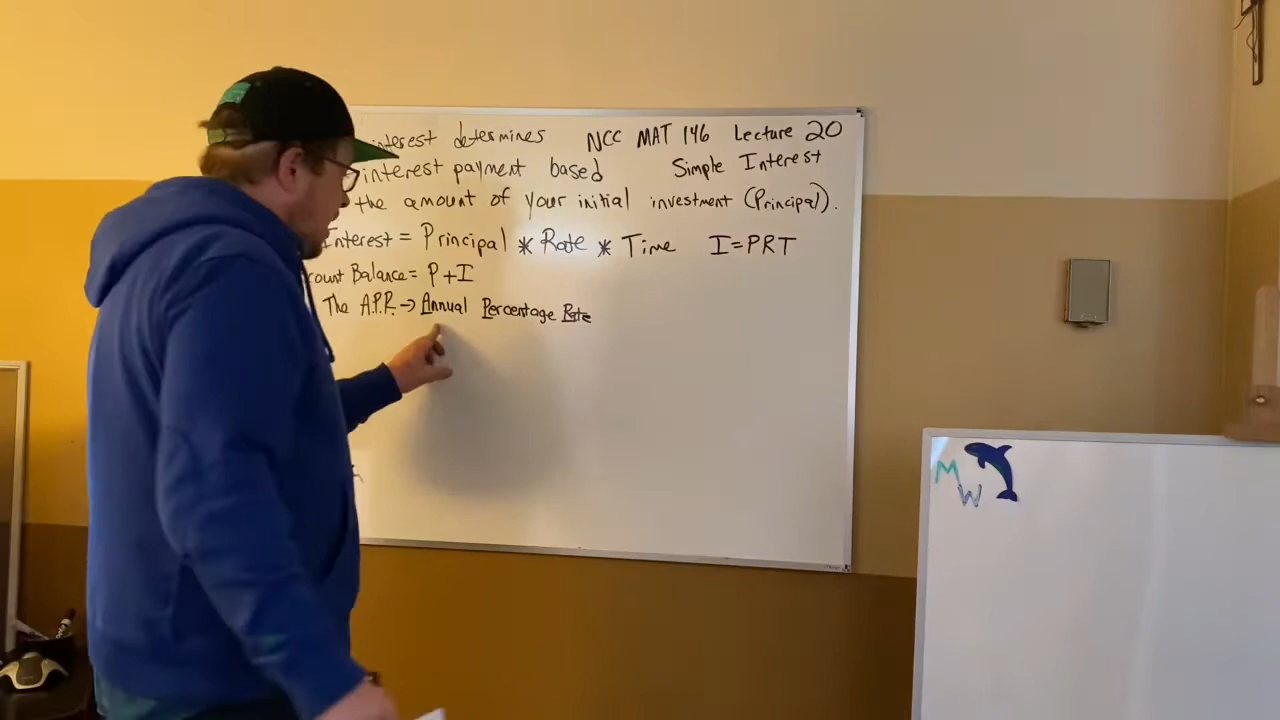 interest determines NCC MAT 146 Lecture 20
interest payment based Simple Interest
the amount of your initial investment (Principal).
Interest = Principal * Rate * Time I=PRT
count Balance = P+I
The A.P.R. → Annual Percentage Rate
M
W